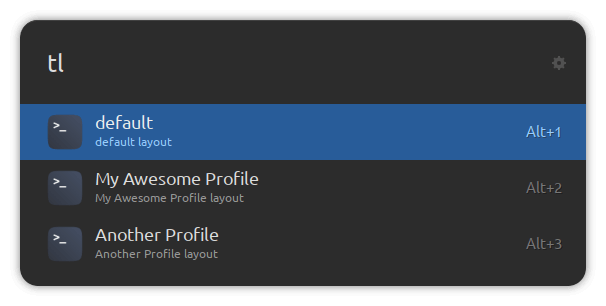 tl
>_ default
default layout
Alt+1
>_ My Awesome Profile
My Awesome Profile layout
Alt+2
>_ Another Profile
Another Profile layout
Alt+3